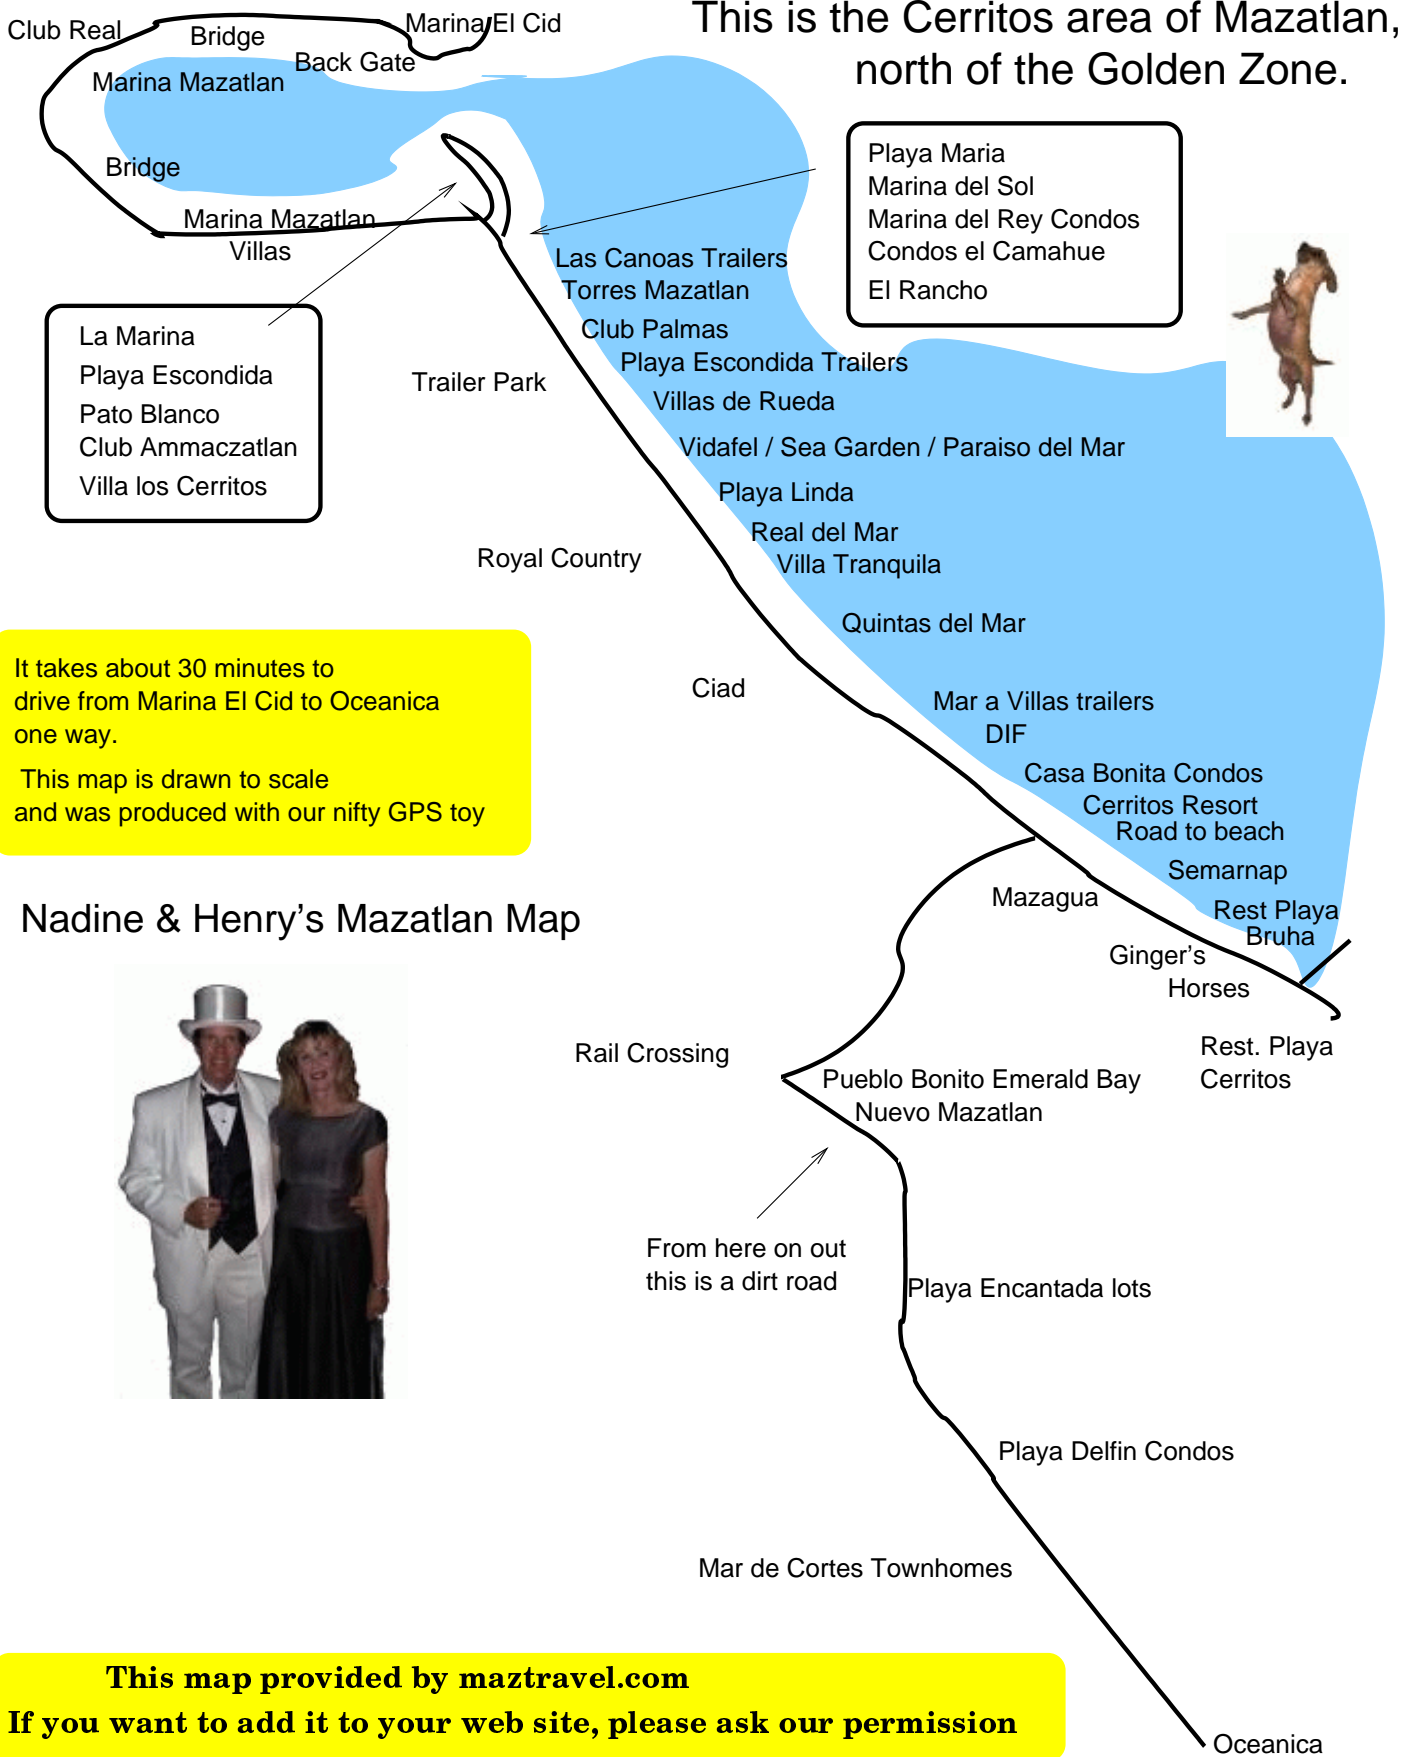 This is the Cerritos area of Mazatlan,
north of the Golden Zone.
Club Real
Bridge
Marina El Cid
Back Gate
Marina Mazatlan
Bridge
Marina Mazatlan
Villas
Playa Maria
Marina del Sol
Marina del Rey Condos
Condos el Camahue
El Rancho
La Marina
Playa Escondida
Pato Blanco
Club Ammaczatlan
Villa los Cerritos
Las Canoas Trailers
Torres Mazatlan
Club Palmas
Playa Escondida Trailers
Trailer Park
Villas de Rueda
Vidafel / Sea Garden / Paraiso del Mar
Playa Linda
Real del Mar
Villa Tranquila
Royal Country
Quintas del Mar
It takes about 30 minutes to
drive from Marina El Cid to Oceanica
one way.
This map is drawn to scale
and was produced with our nifty GPS toy
Ciad
Mar a Villas trailers
DIF
Casa Bonita Condos
Cerritos Resort
Road to beach
Semarnap
Mazagua
Rest Playa
Bruha
Ginger's
Horses
Nadine & Henry's Mazatlan Map
Rail Crossing
Rest. Playa
Cerritos
Pueblo Bonito Emerald Bay
Nuevo Mazatlan
From here on out
this is a dirt road
Playa Encantada lots
Playa Delfin Condos
Mar de Cortes Townhomes
This map provided by maztravel.com
If you want to add it to your web site, please ask our permission
Oceanica